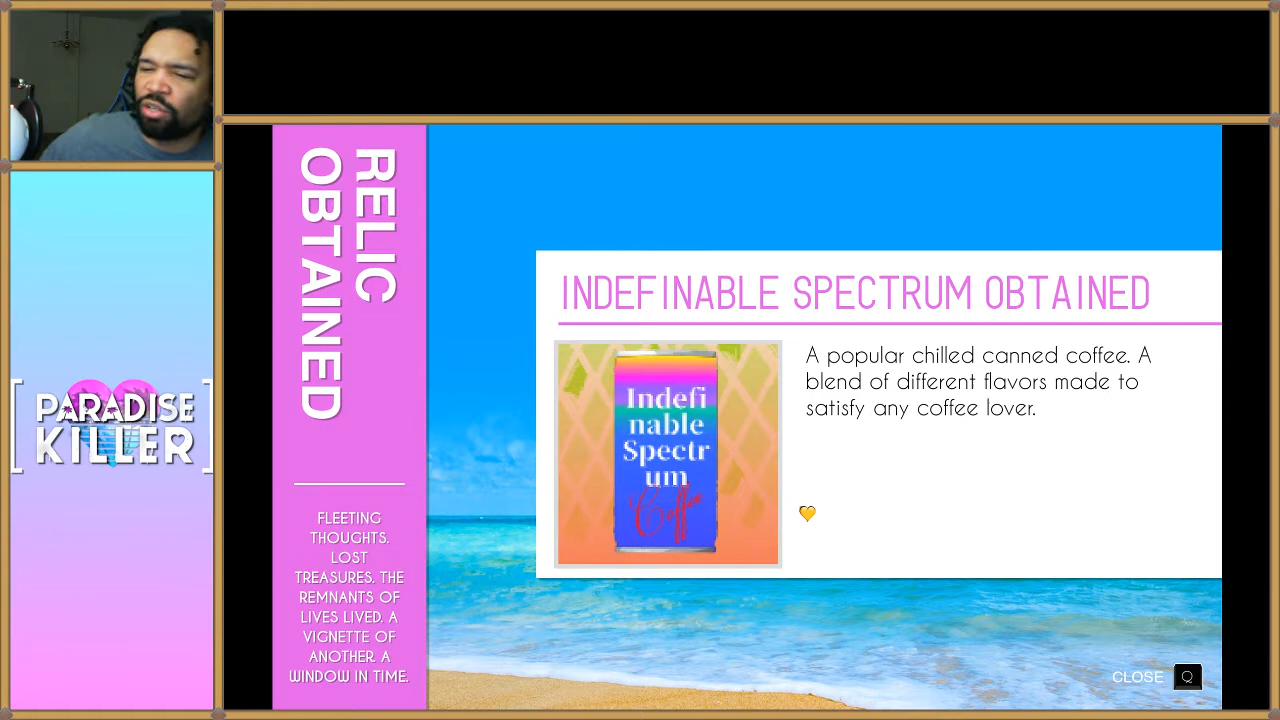 RELIC
OBTAINED
FLEETING
THOUGHTS.
LOST
TREASURES. THE
REMNANTS OF
LIVES LIVED. A
VIGNETTE OF
ANOTHER. A
WINDOW IN TIME.
[PARADISE
KILLER]
INDEFINABLE SPECTRUM OBTAINED
Indefi
nable
Spectr
um
Coffee
A popular chilled canned coffee. A
blend of different flavors made to
satisfy any coffee lover.
CLOSE Q